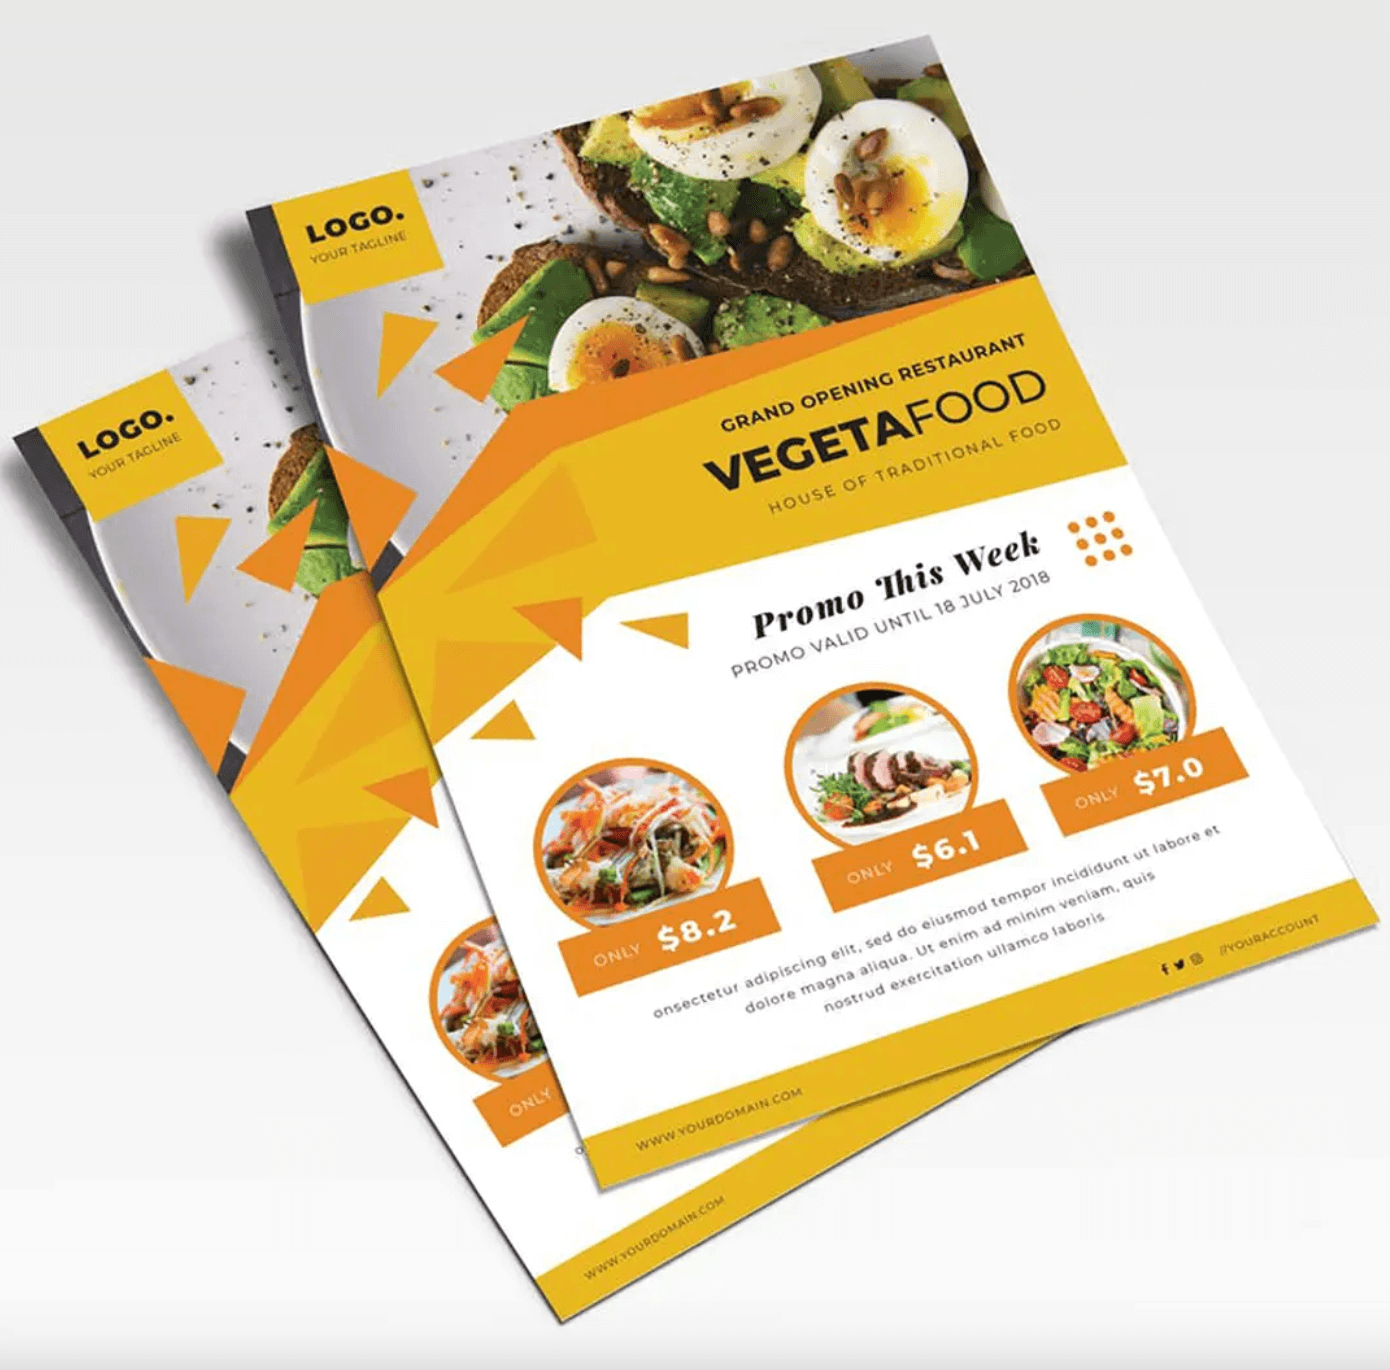 LOGO.
YOUR TAGLINE
GRAND OPENING RESTAURANT
VEGETAFOOD
HOUSE OF TRADITIONAL FOOD
Promo This Week
PROMO VALID UNTIL 18 JULY 2018
ONLY $8.2
ONLY $6.1
ONLY $7.0
onsectetur adipiscing elit, sed do eiusmod tempor incididunt ut labore et
dolore magna aliqua. Ut enim ad minim veniam, quis
nostrud exercitation ullamco laboris
WWW.YOURDOMAIN.COM
//YOURACCOUNT
LOGO.
YOUR TAGLINE
ONLY
WWW.YOURDOMAIN.COM